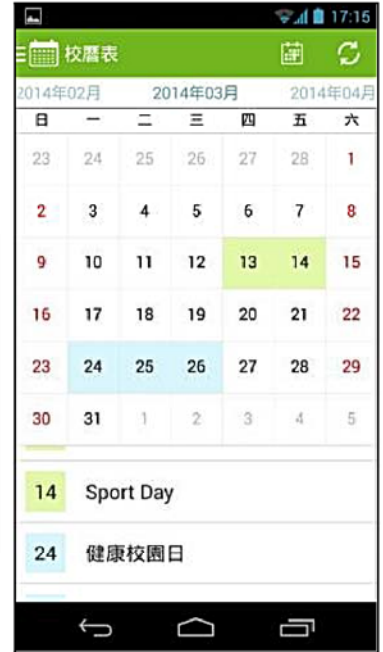 17:15
校曆表
2014年02月 2014年03月 2014年04月
日 一 二 三 四 五 六
23 24 25 26 27 28 1
2 3 4 5 6 7 8
9 10 11 12 13 14 15
16 17 18 19 20 21 22
23 24 25 26 27 28 29
30 31 1 2 3 4 5
14 Sport Day
24 健康校園日